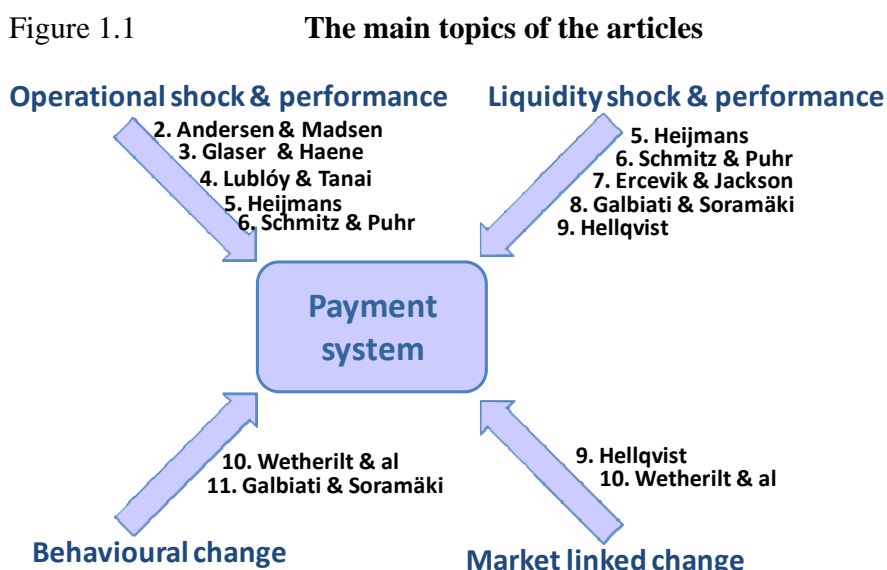 Figure 1.1 The main topics of the articles
Operational shock & performance
2. Andersen & Madsen
3. Glaser & Haene
4. Lublóy & Tanai
5. Heijmans
6. Schmitz & Puhr
Liquidity shock & performance
5. Heijmans
6. Schmitz & Puhr
7. Ercevik & Jackson
8. Galbiati & Soramäki
9. Hellqvist
Payment
system
10. Wetherilt & al
11. Galbiati & Soramäki
Behavioural change
9. Hellqvist
10. Wetherilt & al
Market linked change